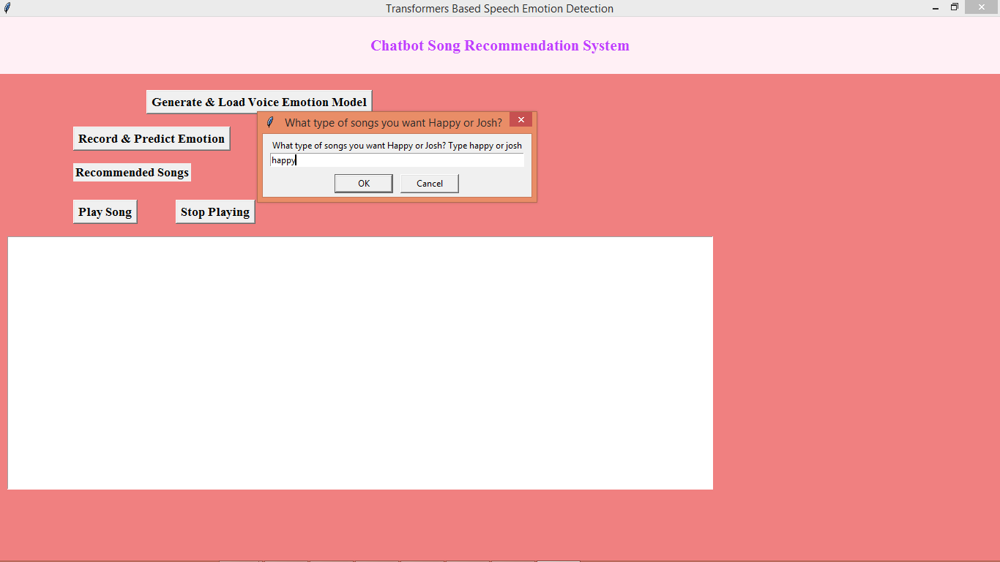 Transformers Based Speech Emotion Detection
Chatbot Song Recommendation System
Generate & Load Voice Emotion Model
What type of songs you want Happy or Josh?
What type of songs you want Happy or Josh? Type happy or josh
happy
OK
Cancel
Record & Predict Emotion
Recommended Songs
Play Song
Stop Playing